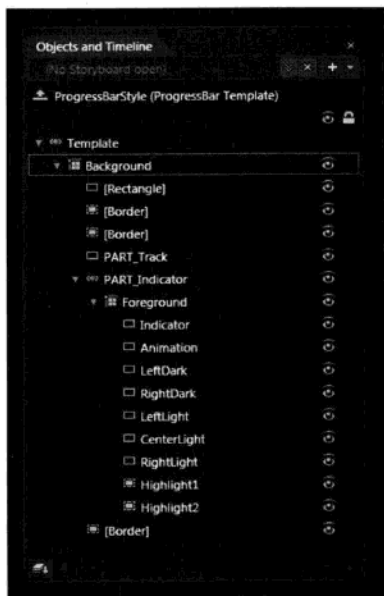 Objects and Timeline
(No Storyboard open)
ProgressBarStyle (ProgressBar Template)
Template
Background
[Rectangle]
[Border]
[Border]
PART_Track
PART_Indicator
Foreground
Indicator
Animation
LeftDark
RightDark
LeftLight
CenterLight
RightLight
Highlight1
Highlight2
[Border]